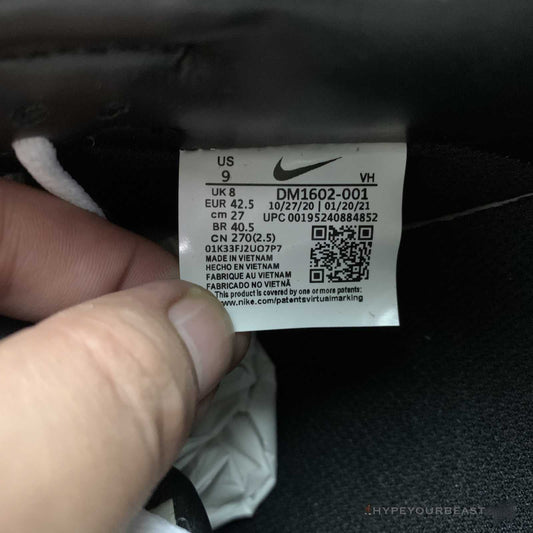 US
9
VH
UK 8
EUR 42.5
cm 27
BR 40.5
CN 270(2.5)
DM1602-001
10/27/20 | 01/20/21
UPC 00195240884852
01K33FJ2UO7P7
MADE IN VIETNAM
HECHO EN VIETNAM
FABRIQUE AU VIETNAM
FABRICADO NO VIETNÃ
This product is covered by one or more patents:
www.nike.com/patentsvirtualmarking
HYPEYOURBEAST